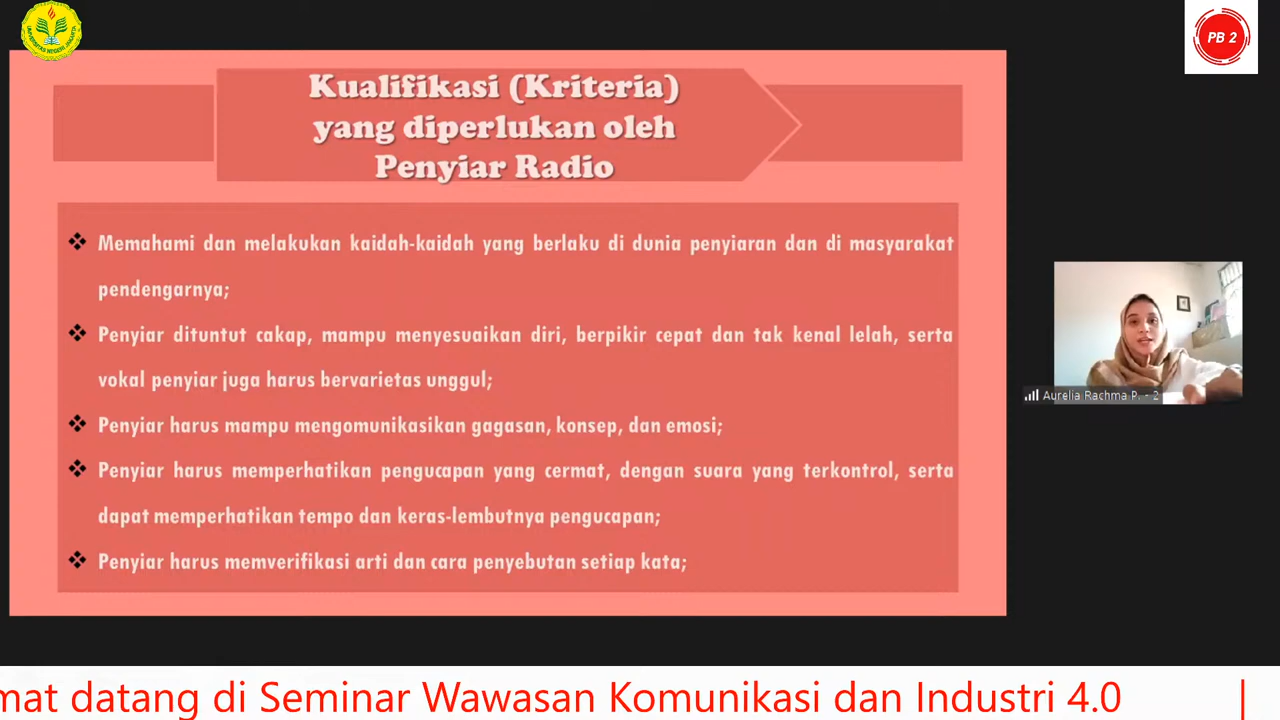 UNIVERSITAS NEGERI JAKARTA
PB 2
Kualifikasi (Kriteria)
yang diperlukan oleh
Penyiar Radio
Memahami dan melakukan kaidah-kaidah yang berlaku di dunia penyiaran dan di masyarakat
pendengarnya;
Penyiar dituntut cakap, mampu menyesuaikan diri, berpikir cepat dan tak kenal lelah, serta
vokal penyiar juga harus bervarietas unggul;
Penyiar harus mampu mengomunikasikan gagasan, konsep, dan emosi;
Penyiar harus memperhatikan pengucapan yang cermat, dengan suara yang terkontrol, serta
dapat memperhatikan tempo dan keras-lembutnya pengucapan;
Penyiar harus memverifikasi arti dan cara penyebutan setiap kata;
Aurelia Rachma P. - 2
mat datang di Seminar Wawasan Komunikasi dan Industri 4.0